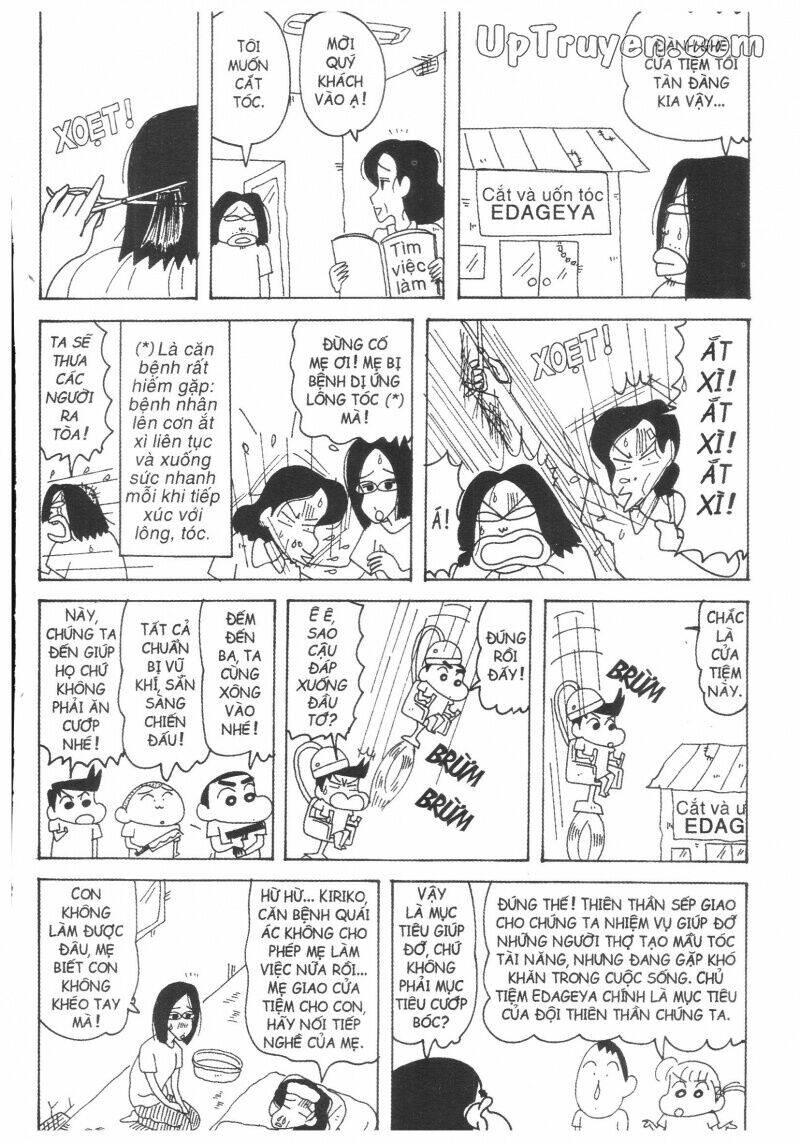 UpTruyen.com
ĐÀNH GHÉ
CỬA TIỆM TỒI
TÀN ĐÀNG
KIA VẬY...
Cắt và uốn tóc
EDAGEYA
MỜI
QUÝ
KHÁCH
VÀO Ạ!
TÔI
MUỐN
CẮT
TÓC.
Tìm
việc
làm
XOẸT!
ẮT
XÌ!
ẮT
XÌ!
ẮT
XÌ!
XOẸT!
Á!
ĐỪNG CÓ
MẸ ƠI! MẸ BỊ
BỆNH DỊ ỨNG
LÔNG TÓC (*)
MÀ!
(*) Là căn
bệnh rất
hiếm gặp:
bệnh nhân
lên cơn ắt
xì liên tục
và xuống
sức nhanh
mỗi khi tiếp
xúc với
lông, tóc.
TA SẼ
THƯA
CÁC
NGƯỜI
RA
TÒA!
CHẮC
LÀ
CỬA
TIỆM
NÀY.
BRÙM
Cắt và u
EDAG
ĐÚNG
RỒI
ĐẤY!
Ê Ê,
SAO
CẬU
ĐÁP
XUỐNG
ĐẦU
TỚ?
BRÙM
BRÙM
ĐẾM
ĐẾN
BA, TA
CÙNG
XÔNG
VÀO NHÉ!
TẤT CẢ
CHUẨN
BỊ VŨ
KHÍ, SẴN
SÀNG
CHIẾN
ĐẤU!
NÀY,
CHÚNG TA
ĐẾN GIÚP
HỌ CHỨ
KHÔNG
PHẢI ĂN
CƯỚP
NHÉ!
ĐÚNG THẾ! THIÊN THẦN SẾP GIAO
CHO CHÚNG TA NHIỆM VỤ GIÚP ĐỠ
NHỮNG NGƯỜI THỢ TẠO MẪU TÓC
TÀI NĂNG, NHƯNG ĐANG GẶP KHÓ
KHĂN TRONG CUỘC SỐNG. CHỦ
TIỆM EDAGEYA CHÍNH LÀ MỤC TIÊU
CỦA ĐỘI THIÊN THẦN CHÚNG TA.
VẬY
LÀ MỤC
TIÊU GIÚP
ĐỠ, CHỨ
KHÔNG
PHẢI MỤC
TIÊU CƯỚP
BÓC?
HỪ HỪ... KIRIKO,
CĂN BỆNH QUÁI
ÁC KHÔNG CHO
PHÉP MẸ LÀM
VIỆC NỮA RỒI...
MẸ GIAO CỬA
TIỆM CHO CON,
HÃY NỐI TIẾP
NGHỀ CỦA MẸ.
CON
KHÔNG
LÀM ĐƯỢC
ĐÂU, MẸ
BIẾT CON
KHÔNG
KHÉO TAY
MÀ!